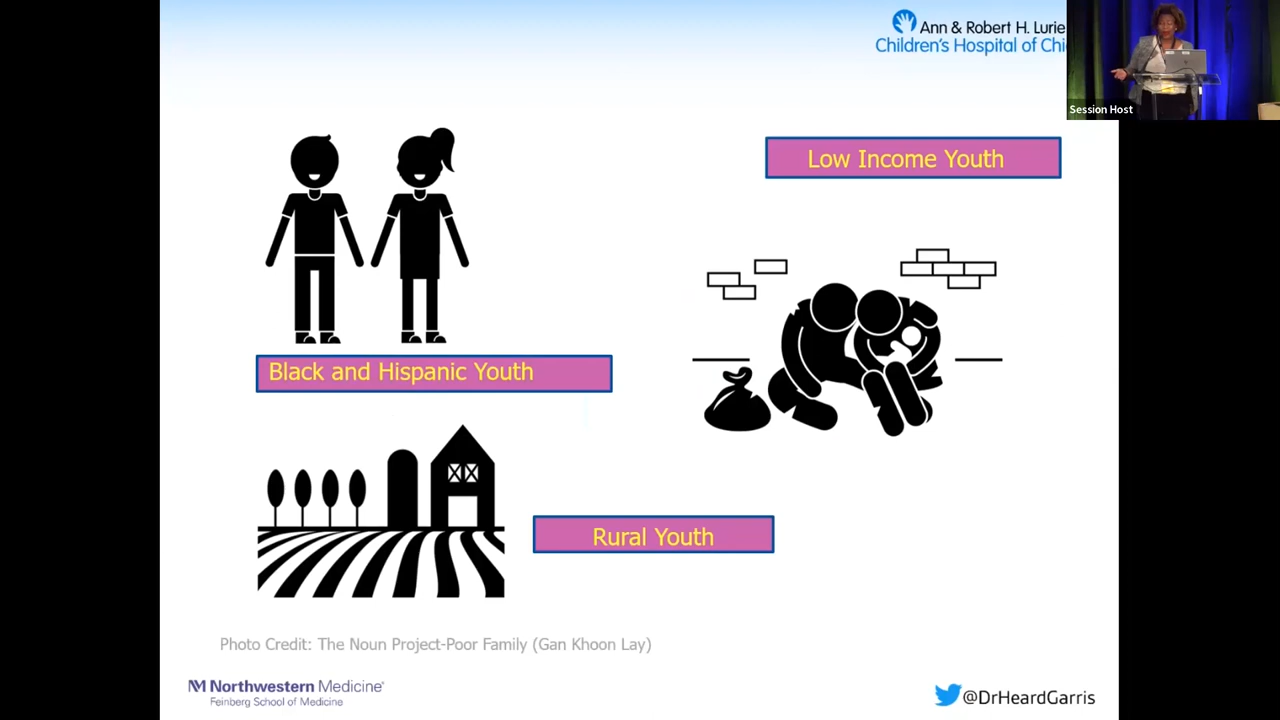 Ann & Robert H. Lurie
Children's Hospital of Chi
Session Host
Low Income Youth
Black and Hispanic Youth
Rural Youth
Photo Credit: The Noun Project-Poor Family (Gan Khoon Lay)
Northwestern Medicine
Feinberg School of Medicine
@DrHeardGarris